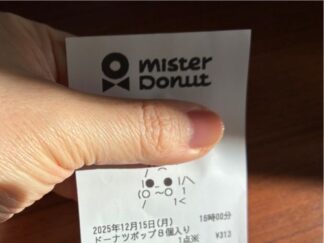 mister
Donut
2025年12月15日(月) 16時00分
ドーナツポップ8個入り
1点※ ¥313